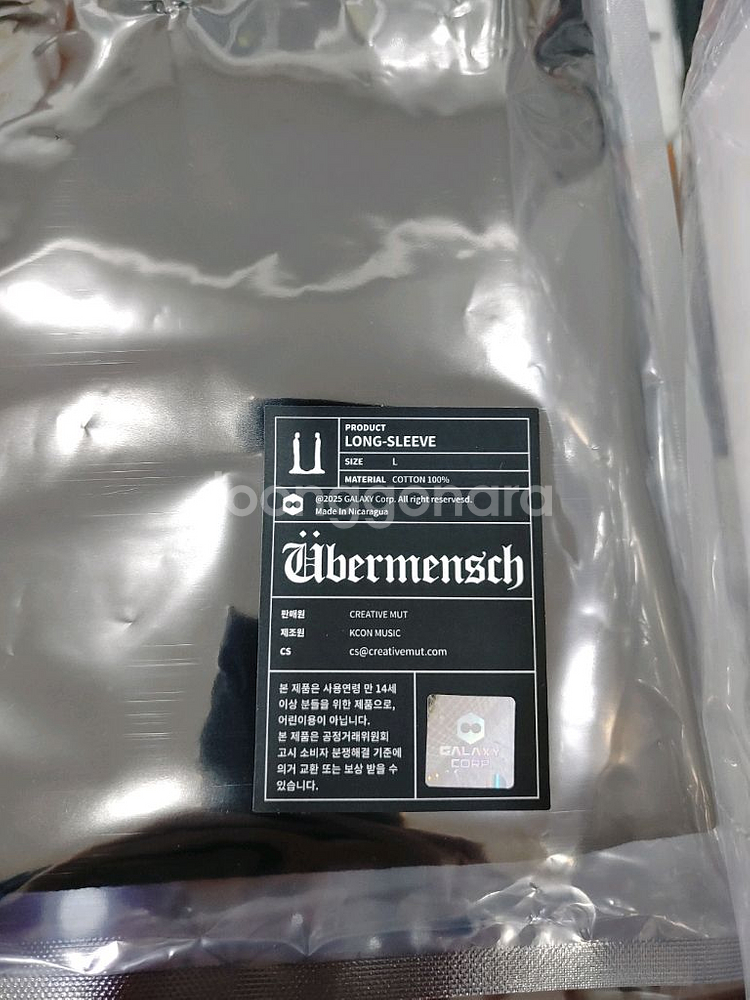 PRODUCT
LONG-SLEEVE
SIZE L
MATERIAL COTTON 100%
@2025 GALAXY Corp. All right reservesd.
Made In Nicaragua
Übermensch
판매원 CREATIVE MUT
제조원 KCON MUSIC
CS cs@creativemut.com
본 제품은 사용연령 만 14세
이상 분들을 위한 제품으로,
어린이용이 아닙니다.
본 제품은 공정거래위원회
고시 소비자 분쟁해결 기준에
의거 교환 또는 보상 받을 수
있습니다.
GALAXY
CORP
joonggonara